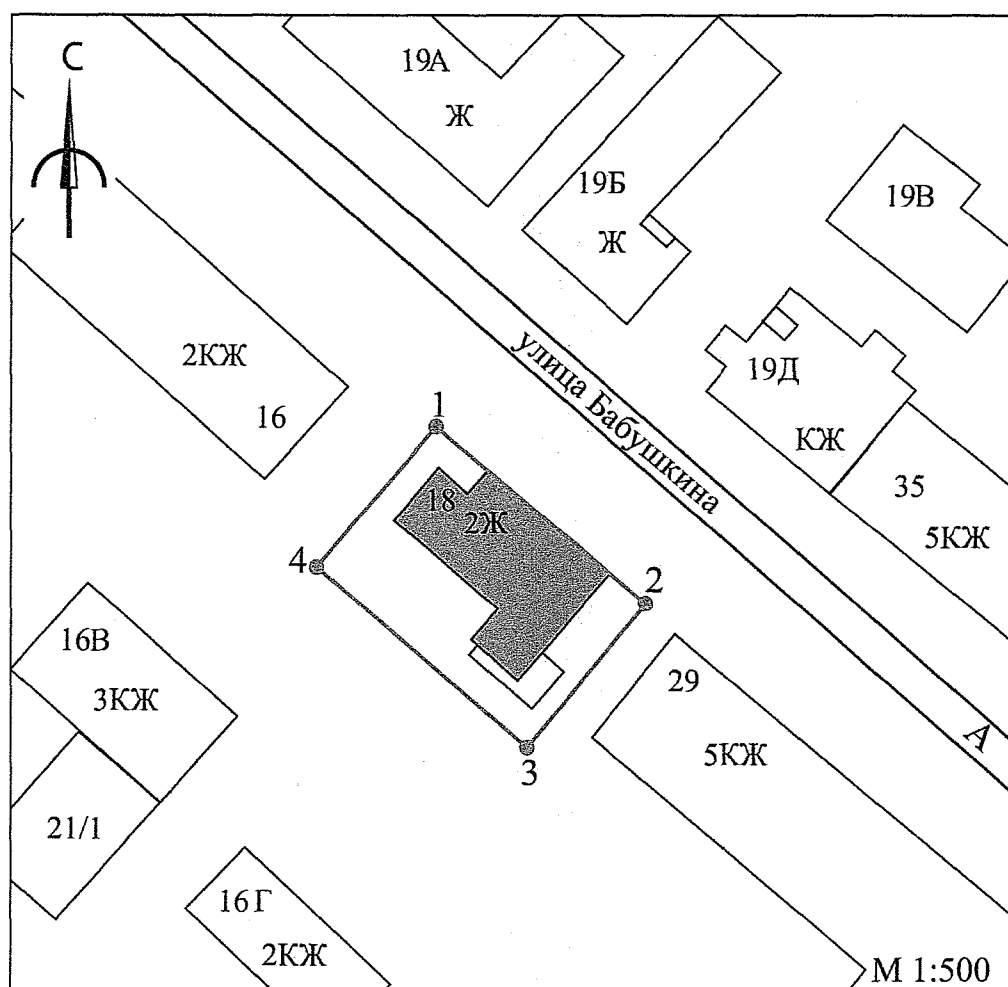 С
19А
Ж
19Б
Ж
19В
2КЖ
16
улица Бабушкина
19Д
КЖ
35
5КЖ
1
18
2Ж
4
2
16В
3КЖ
29
5КЖ
А
3
21/1
16Г
2КЖ
М 1:500